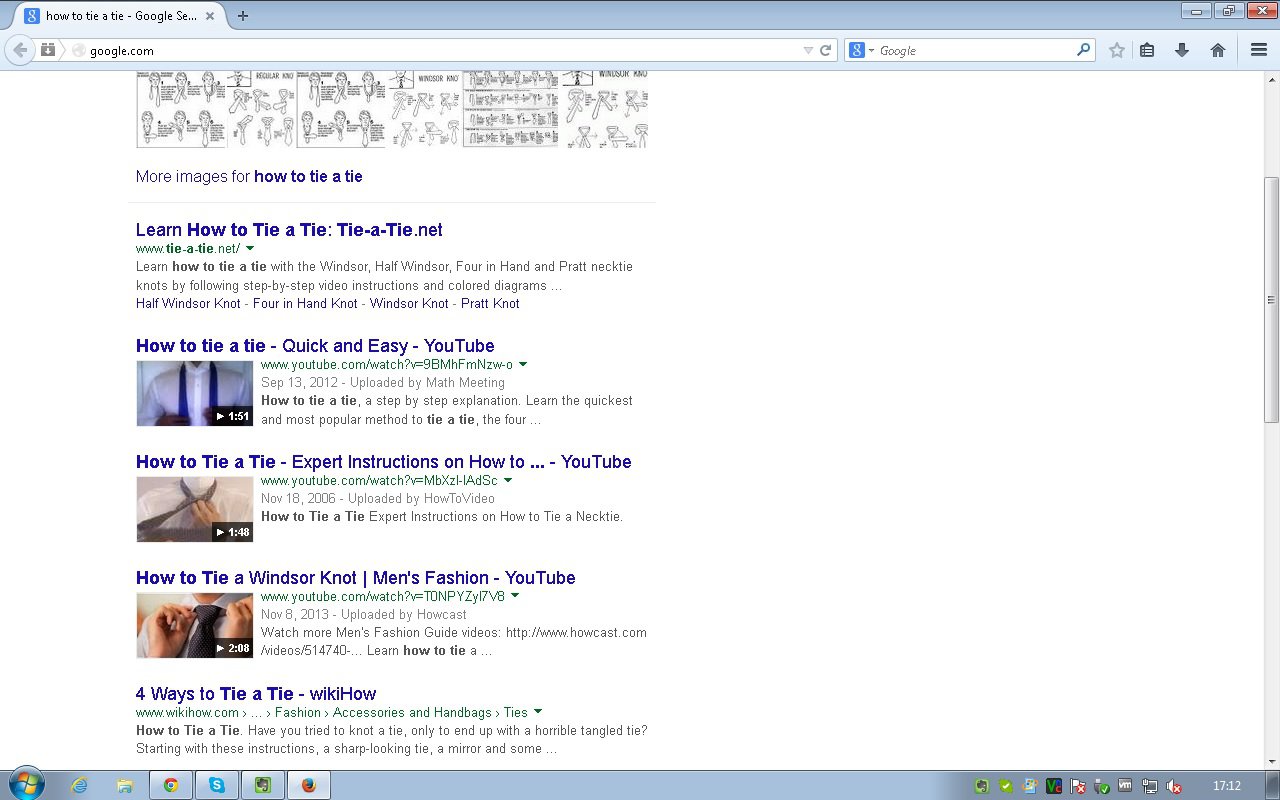 how to tie a tie - Google Se...
google.com
Google
REGULAR KNO
WINDSOR KNO
WINDSOR KNO
More images for how to tie a tie
Learn How to Tie a Tie: Tie-a-Tie.net
www.tie-a-tie.net/
Learn how to tie a tie with the Windsor, Half Windsor, Four in Hand and Pratt necktie
knots by following step-by-step video instructions and colored diagrams ...
Half Windsor Knot - Four in Hand Knot - Windsor Knot - Pratt Knot
How to tie a tie - Quick and Easy - YouTube
www.youtube.com/watch?v=9BMhFmNzw-o
Sep 13, 2012 - Uploaded by Math Meeting
How to tie a tie, a step by step explanation. Learn the quickest
and most popular method to tie a tie, the four ...
1:51
How to Tie a Tie - Expert Instructions on How to ... - YouTube
www.youtube.com/watch?v=MbXzI-IAdSc
Nov 18, 2006 - Uploaded by HowToVideo
How to Tie a Tie Expert Instructions on How to Tie a Necktie.
1:48
How to Tie a Windsor Knot | Men's Fashion - YouTube
www.youtube.com/watch?v=T0NPYZyI7V8
Nov 8, 2013 - Uploaded by Howcast
Watch more Men's Fashion Guide videos: http://www.howcast.com
/videos/514740-... Learn how to tie a ...
2:08
4 Ways to Tie a Tie - wikiHow
www.wikihow.com › ... › Fashion › Accessories and Handbags › Ties
How to Tie a Tie. Have you tried to knot a tie, only to end up with a horrible tangled tie?
Starting with these instructions, a sharp-looking tie, a mirror and some ...
17:12